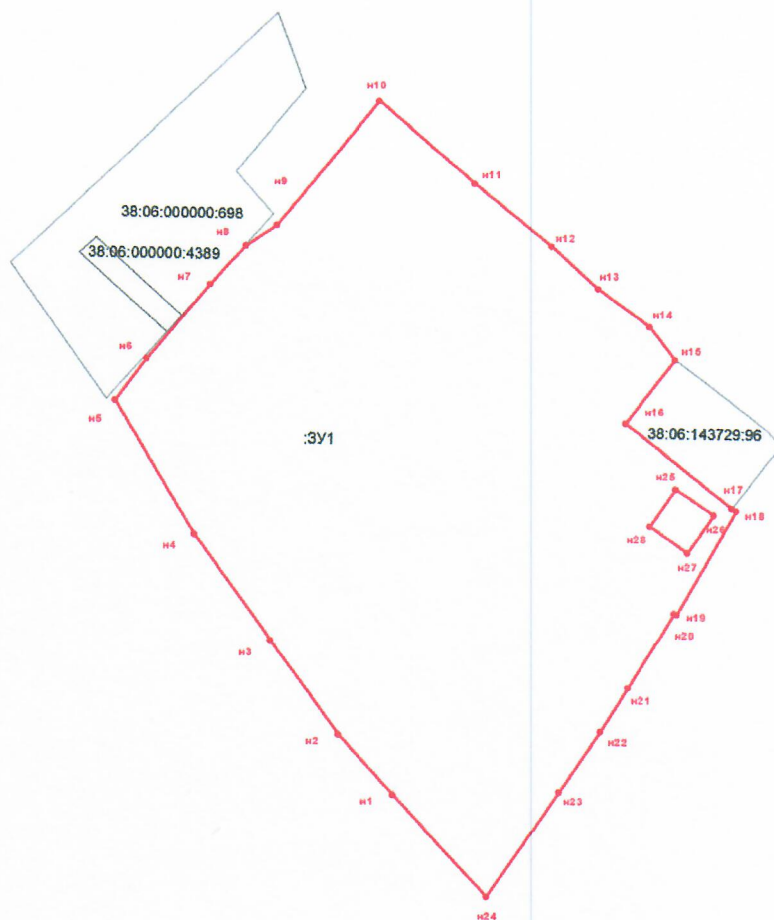 н10
н11
н9
38:06:000000:698
н8
н12
38:06:000000:4389
н7
н13
н14
н6
н15
н5
:ЗУ1
н16
38:06:143729:96
н25
н17
н18
н26
н4
н28
н27
н19
н20
н3
н21
н2
н22
н1
н23
н24